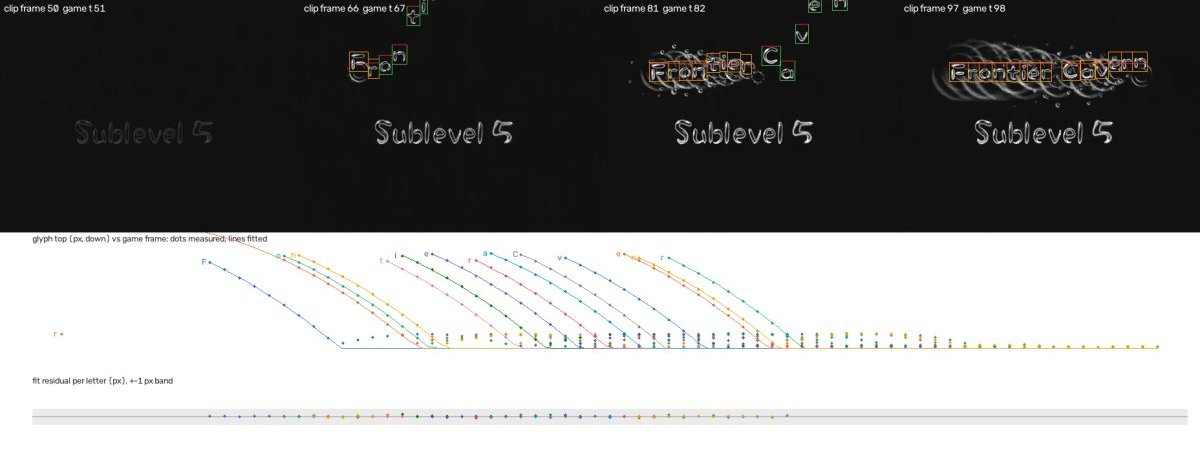 clip frame 50 game t 51
clip frame 66 game t 67
clip frame 81 game t 82
clip frame 97 game t 98
Sublevel 5
F r o n t i
Sublevel 5
Frontier C a v e n
Sublevel 5
Frontier Cavern
Sublevel 5
glyph top (px, down) vs game frame: dots measured, lines fitted
F o n t i e r a C v e r
r
fit residual per letter (px), +-1 px band